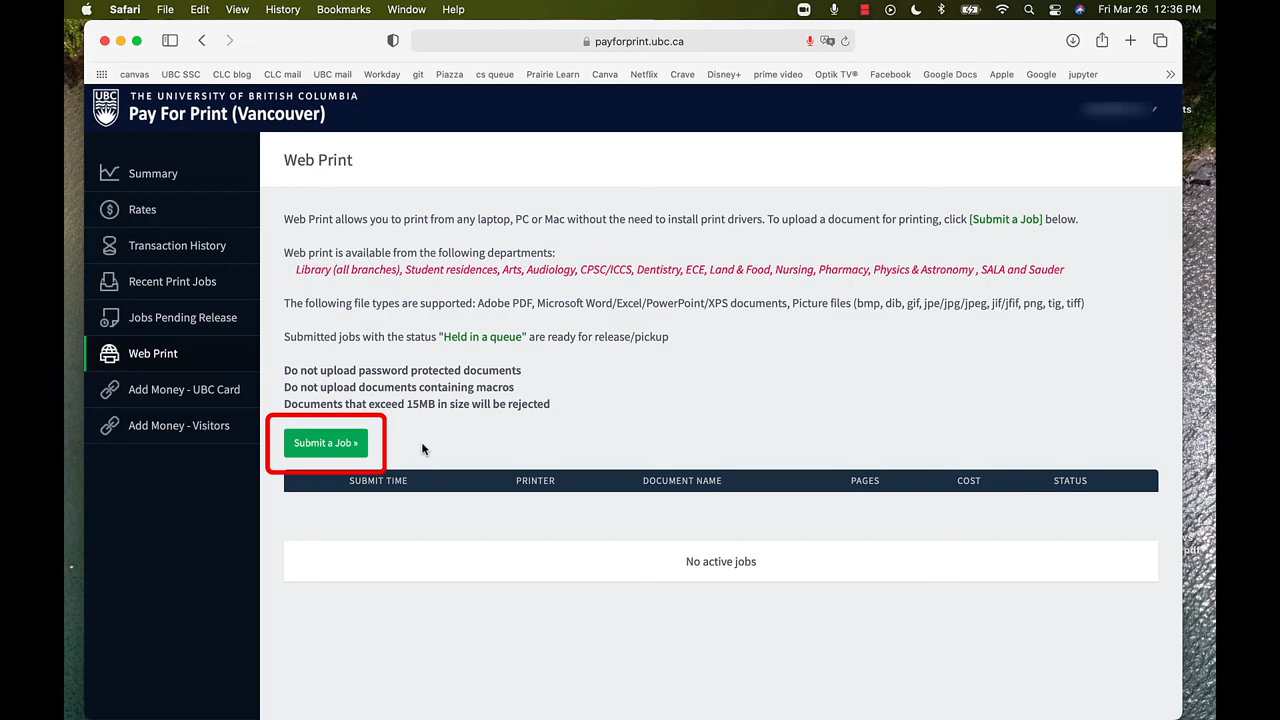 Safari File Edit View History Bookmarks Window Help Fri Mar 26 12:36 PM
payforprint.ubc.ca
canvas UBC SSC CLC blog CLC mail UBC mail Workday git Piazza cs queue Prairie Learn Canva Netflix Crave Disney+ prime video Optik TV® Facebook Google Docs Apple Google jupyter
UBC
THE UNIVERSITY OF BRITISH COLUMBIA
Pay For Print (Vancouver)
ts
Summary
Rates
Transaction History
Recent Print Jobs
Jobs Pending Release
Web Print
Add Money - UBC Card
Add Money - Visitors
Web Print
Web Print allows you to print from any laptop, PC or Mac without the need to install print drivers. To upload a document for printing, click [Submit a Job] below.
Web print is available from the following departments:
Library (all branches), Student residences, Arts, Audiology, CPSC/ICCS, Dentistry, ECE, Land & Food, Nursing, Pharmacy, Physics & Astronomy , SALA and Sauder
The following file types are supported: Adobe PDF, Microsoft Word/Excel/PowerPoint/XPS documents, Picture files (bmp, dib, gif, jpe/jpg/jpeg, jif/jfif, png, tig, tiff)
Submitted jobs with the status "Held in a queue" are ready for release/pickup
Do not upload password protected documents
Do not upload documents containing macros
Documents that exceed 15MB in size will be rejected
Submit a Job »
SUBMIT TIME PRINTER DOCUMENT NAME PAGES COST STATUS
No active jobs